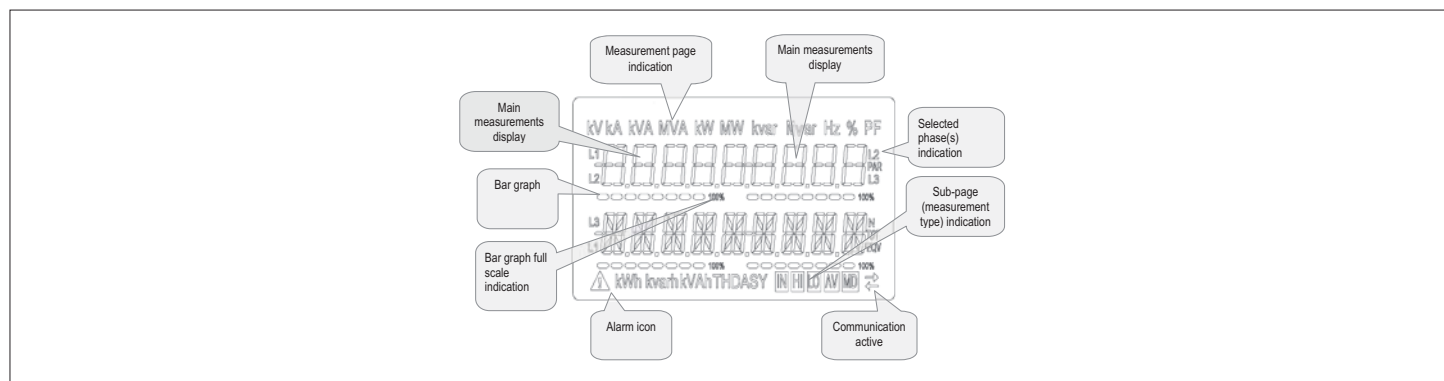 Measurement page
indication
Main measurements
display
Main
measurements
display
kV kA kVA MVA kW MW kvar Mvar Hz % PF
L1
L2
L2
PAR
L3
Selected
phase(s)
indication
Bar graph
100%
100%
Sub-page
(measurement
type) indication
L3
L1
N
EQV
Bar graph full
scale
indication
100%
100%
kWh kvarh kVAh THD ASY IN HI LO AV MD
Alarm icon
Communication
active